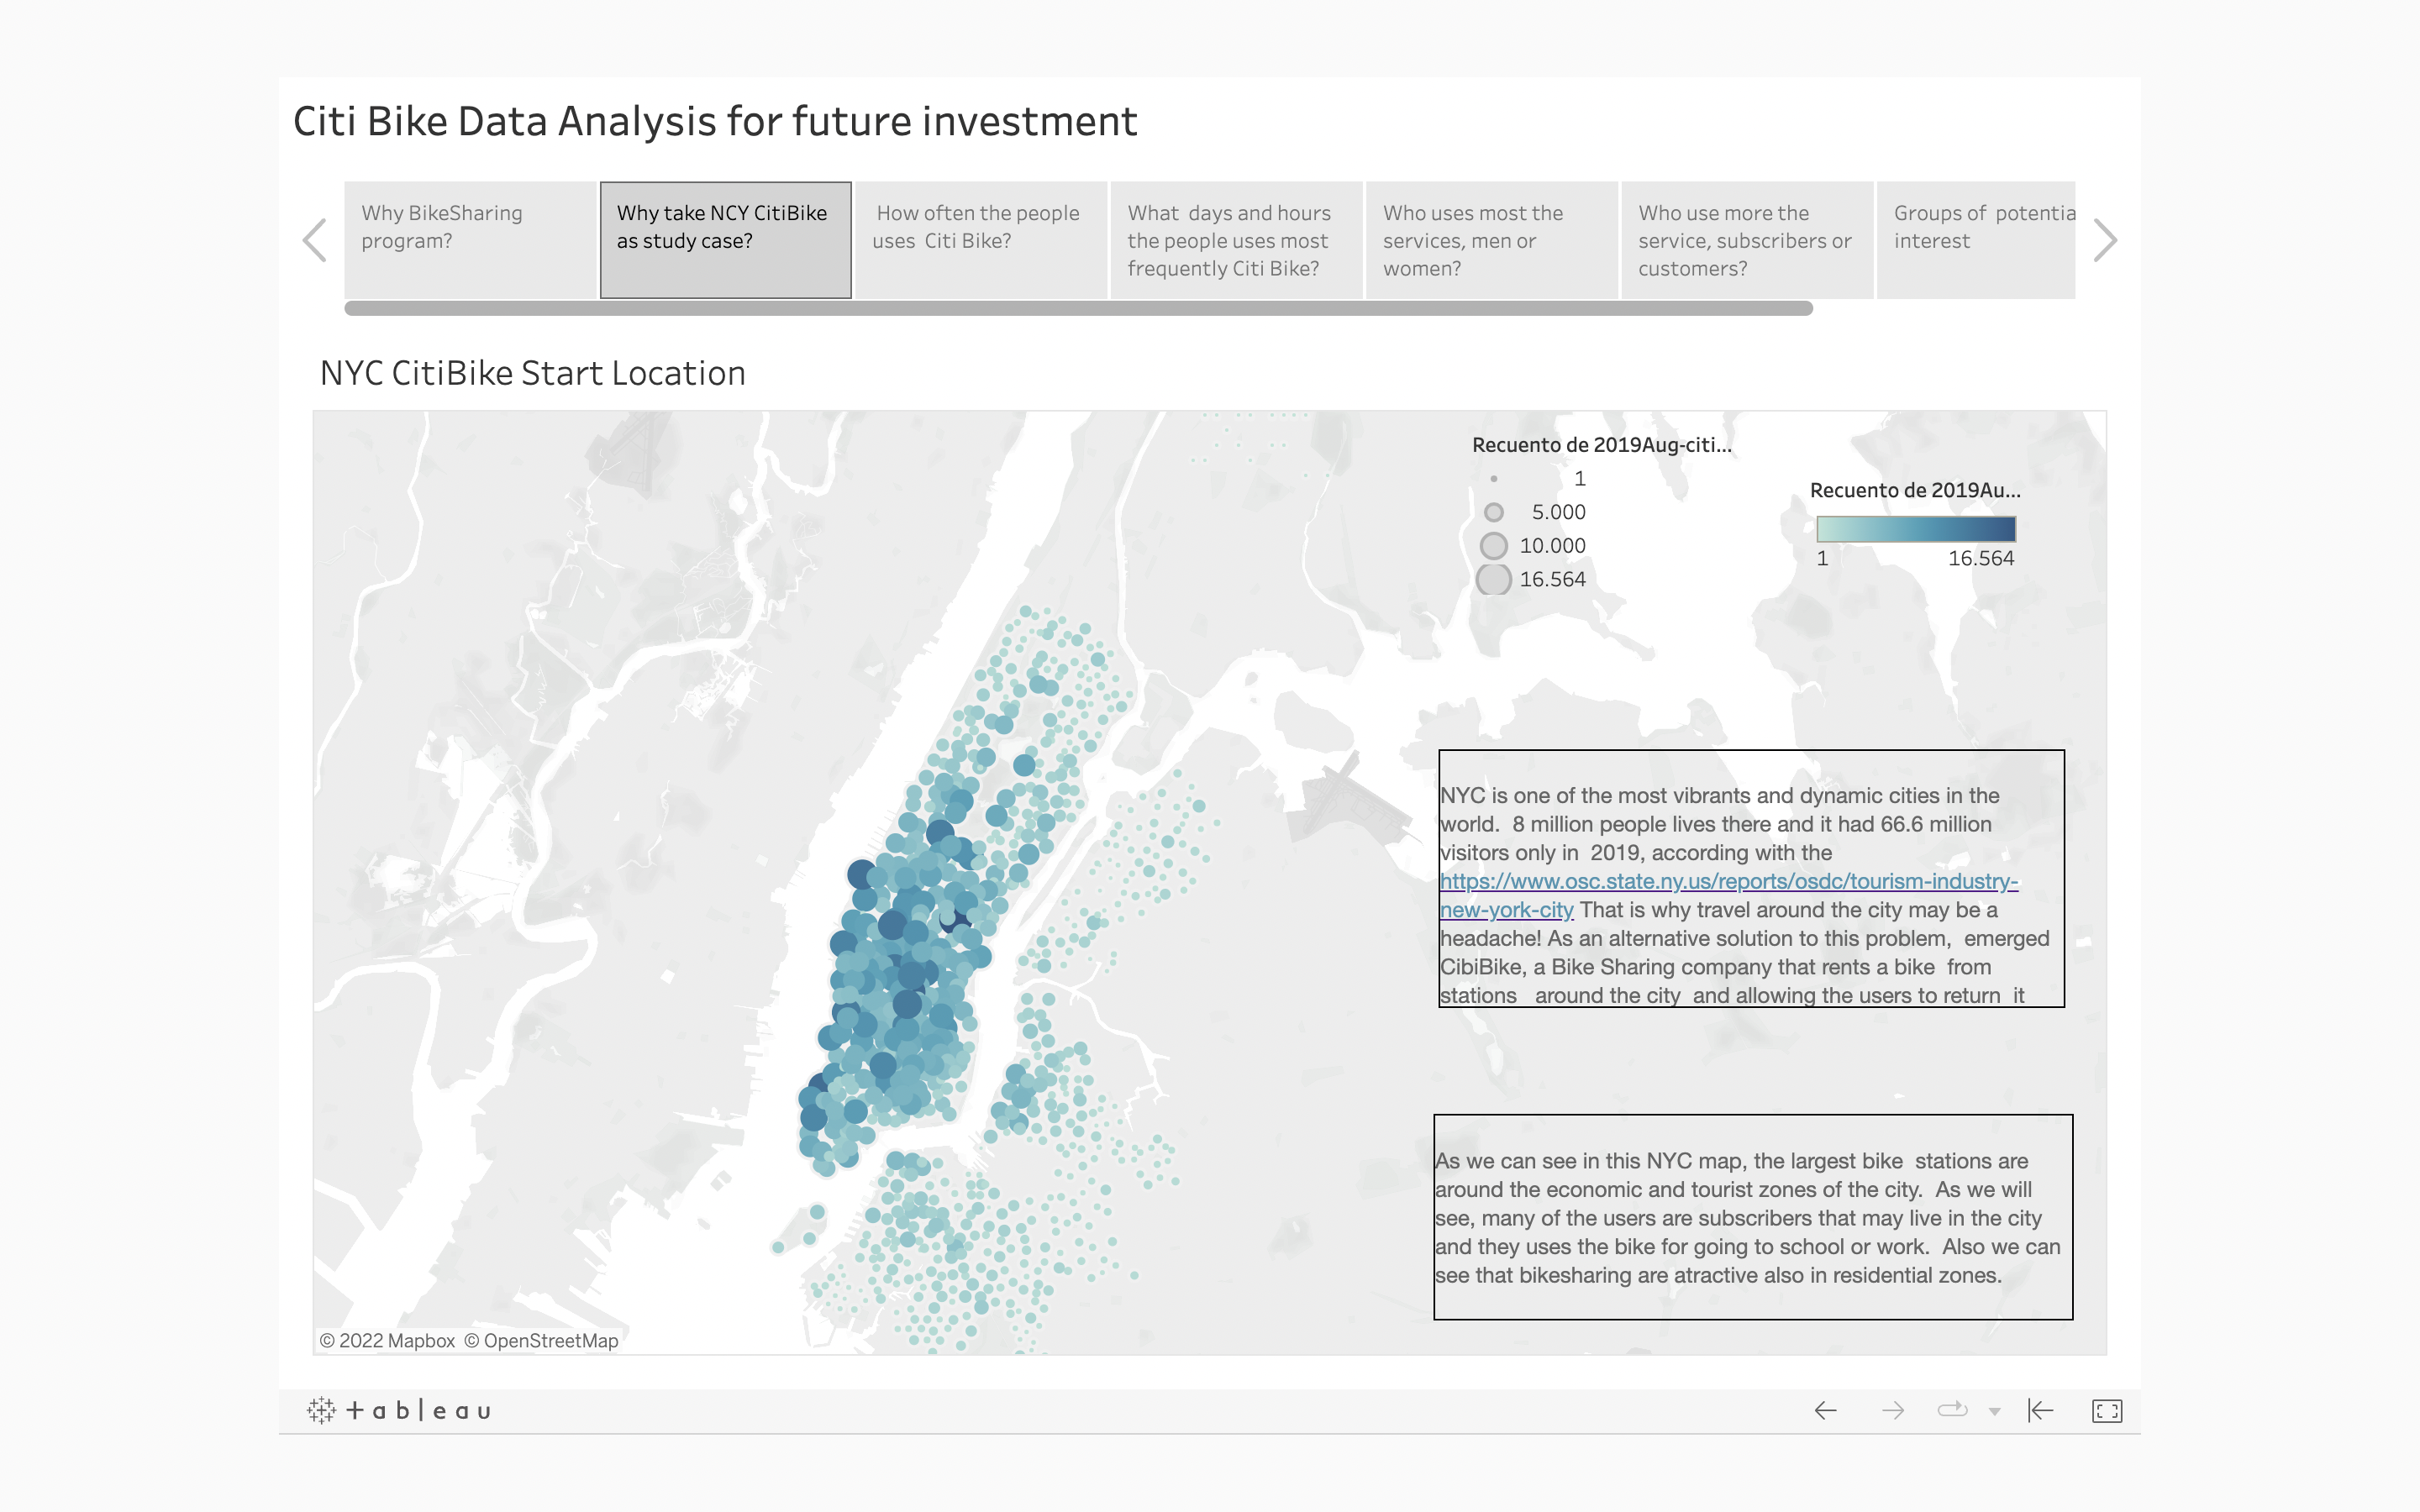 Citi Bike Data Analysis for future investment
Why BikeSharing
program?
Why take NCY CitiBike
as study case?
How often the people
uses Citi Bike?
What days and hours
the people uses most
frequently Citi Bike?
Who uses most the
services, men or
women?
Who use more the
service, subscribers or
customers?
Groups of potentia
interest
NYC CitiBike Start Location
Recuento de 2019Aug-citi...
1
5.000
10.000
16.564
Recuento de 2019Au...
1 16.564
NYC is one of the most vibrants and dynamic cities in the
world. 8 million people lives there and it had 66.6 million
visitors only in 2019, according with the
https://www.osc.state.ny.us/reports/osdc/tourism-industry-
new-york-city That is why travel around the city may be a
headache! As an alternative solution to this problem, emerged
CibiBike, a Bike Sharing company that rents a bike from
stations around the city and allowing the users to return it
As we can see in this NYC map, the largest bike stations are
around the economic and tourist zones of the city. As we will
see, many of the users are subscribers that may live in the city
and they uses the bike for going to school or work. Also we can
see that bikesharing are atractive also in residential zones.
© 2022 Mapbox © OpenStreetMap
+ableau